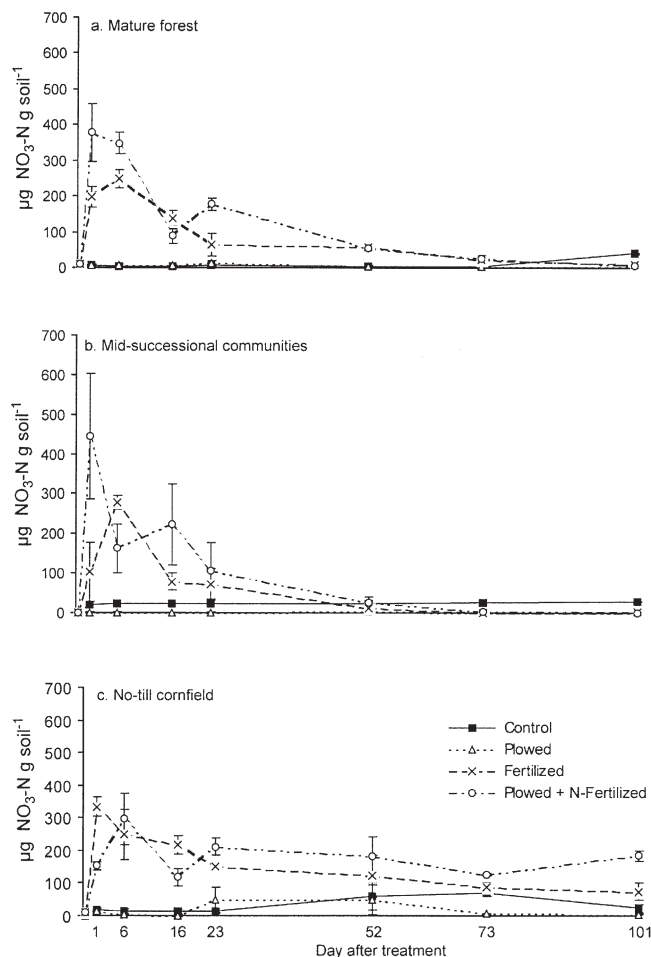 a. Mature forest
700
600
500
400
300
200
100
0
µg NO₃-N g soil⁻¹
b. Mid-successional communities
700
600
500
400
300
200
100
0
µg NO₃-N g soil⁻¹
c. No-till cornfield
700
600
500
400
300
200
100
0
µg NO₃-N g soil⁻¹
Control
Plowed
Fertilized
Plowed + N-Fertilized
1 6 16 23 52 73 101
Day after treatment